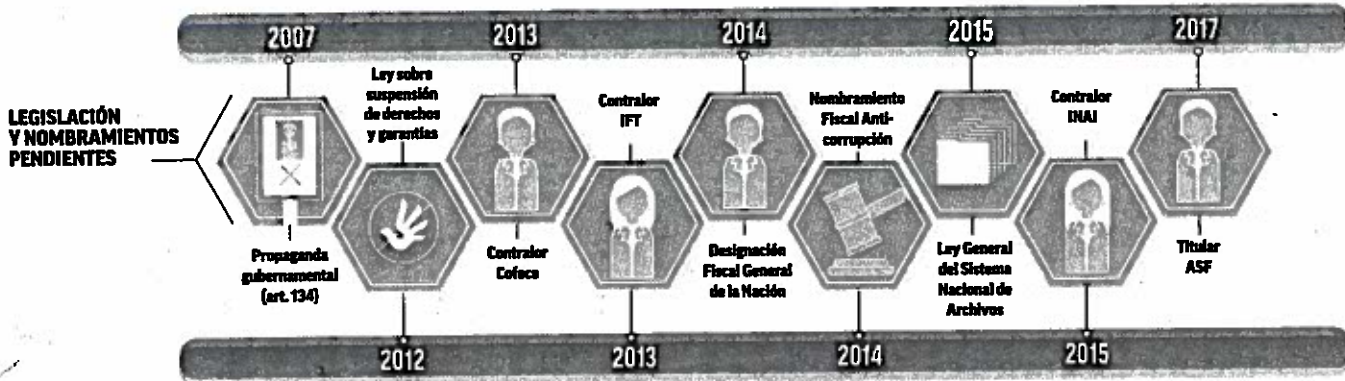 2007
2013
2014
2015
2017
LEGISLACIÓN
Y NOMBRAMIENTOS
PENDIENTES
Propaganda
gubernamental
(art. 134)
Ley sobre
suspensión
de derechos
y garantías
Contralor
Cofece
Contralor
IFT
Designación
Fiscal General
de la Nación
Nombramiento
Fiscal Anti-
corrupción
Ley General
del Sistema
Nacional de
Archivos
Contralor
INAI
Titular
ASF
2012
2013
2014
2015